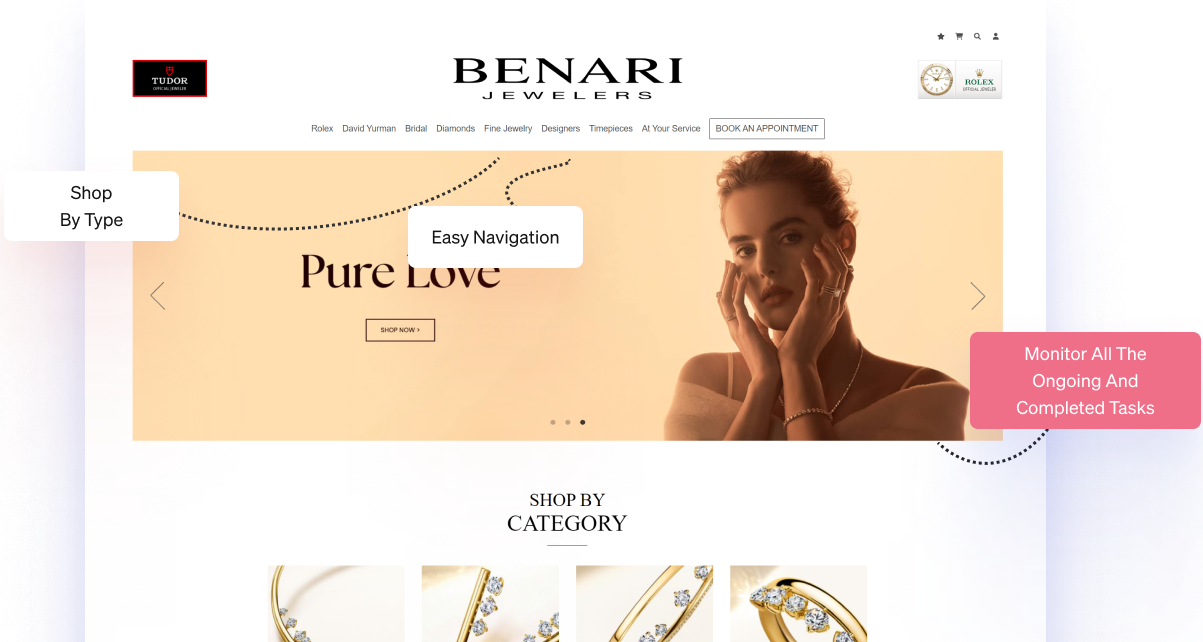 TUDOR
OFFICIAL JEWELER
BENARI
JEWELERS
ROLEX
OFFICIAL JEWELER
Rolex David Yurman Bridal Diamonds Fine Jewelry Designers Timepieces At Your Service BOOK AN APPOINTMENT
Shop
By Type
Easy Navigation
Pure Love
SHOP NOW >
Monitor All The
Ongoing And
Completed Tasks
SHOP BY
CATEGORY